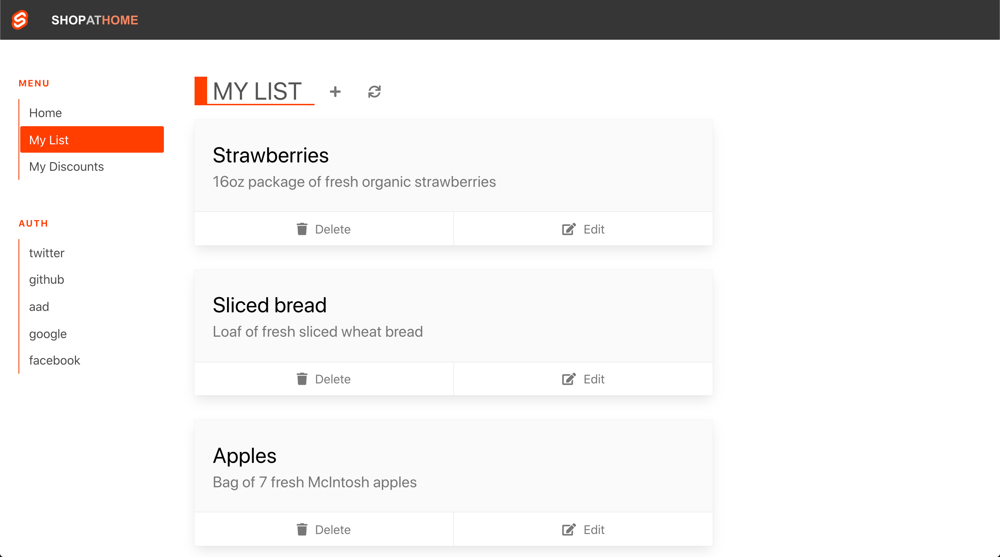 SHOPATHOME
MENU
Home
My List
My Discounts
AUTH
twitter
github
aad
google
facebook
MY LIST
Strawberries
16oz package of fresh organic strawberries
Delete Edit
Sliced bread
Loaf of fresh sliced wheat bread
Delete Edit
Apples
Bag of 7 fresh McIntosh apples
Delete Edit